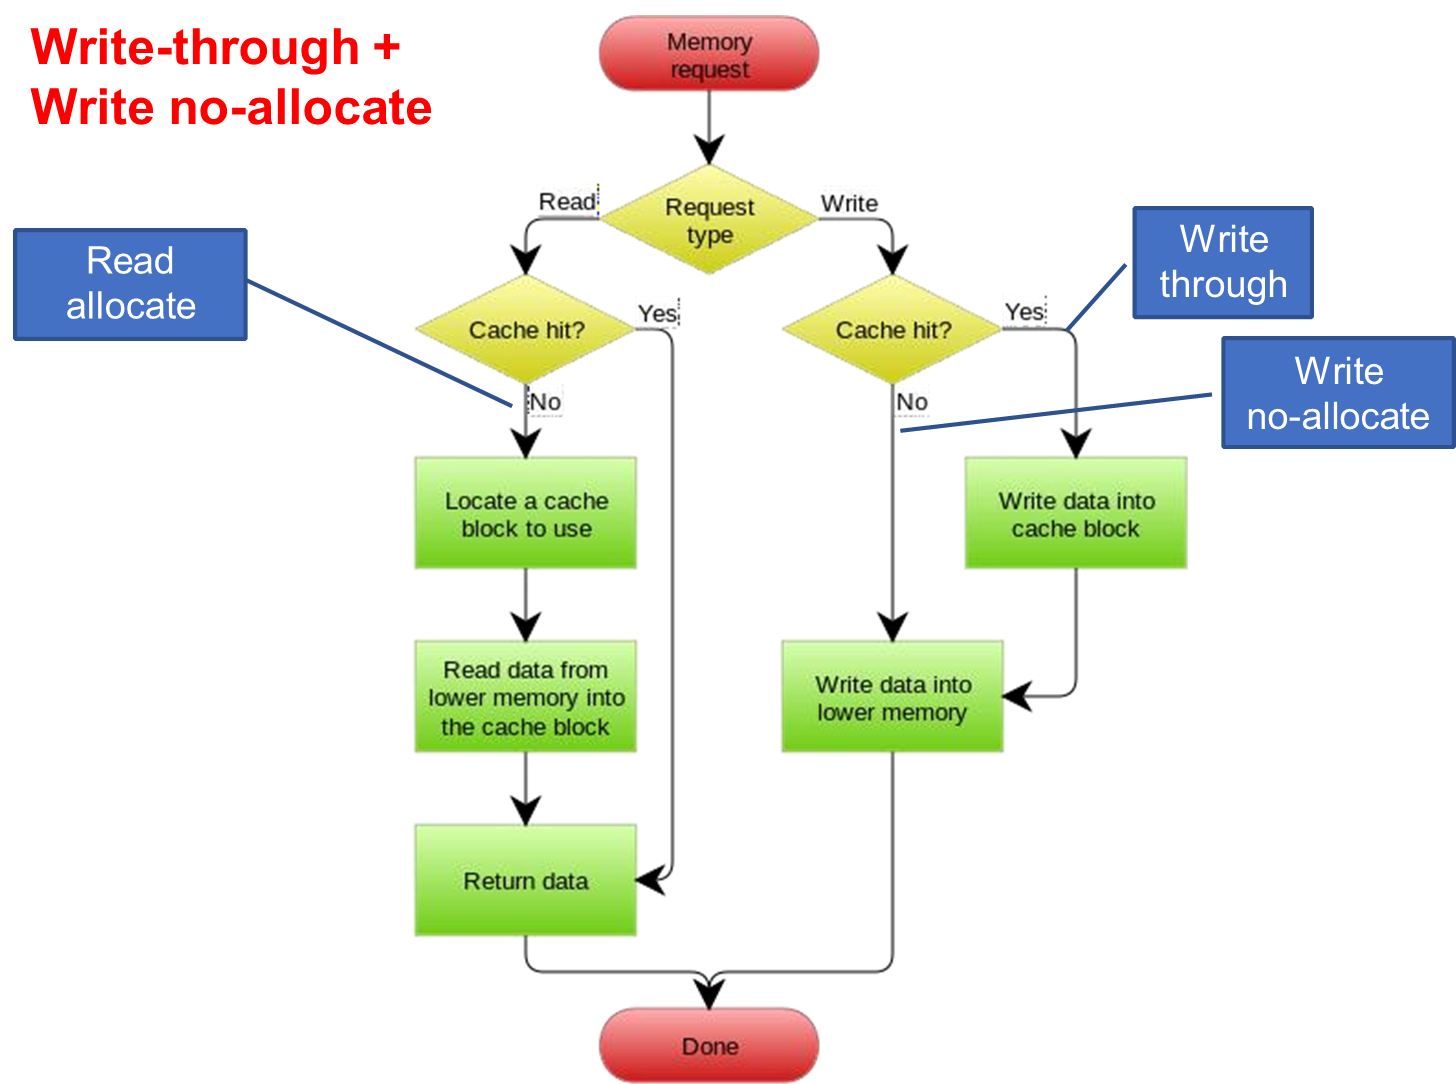 Write-through +
Write no-allocate
Memory
request
Request
type
Read
Write
Read
allocate
Write
through
Cache hit?
Yes
No
Cache hit?
Yes
No
Write
no-allocate
Locate a cache
block to use
Write data into
cache block
Read data from
lower memory into
the cache block
Write data into
lower memory
Return data
Done